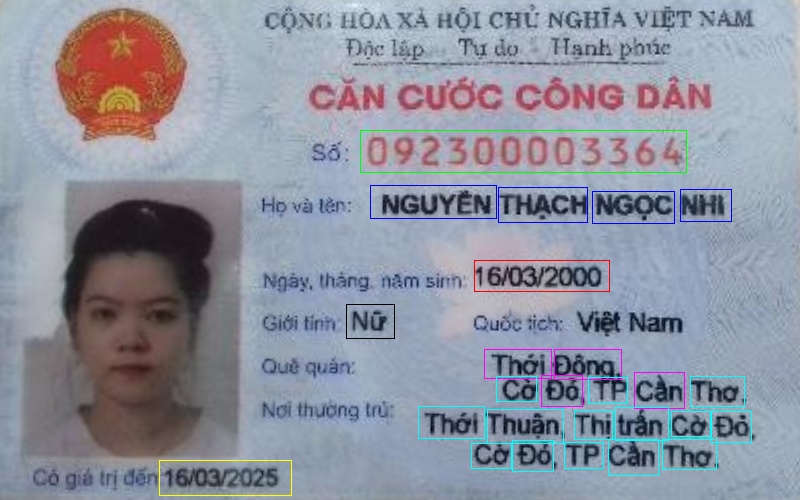 CỘNG HÒA XÃ HỘI CHỦ NGHĨA VIỆT NAM
Độc lập Tự do Hạnh phúc
CĂN CƯỚC CÔNG DÂN
Số: 092300003364
Họ và tên: NGUYỄN THẠCH NGỌC NHI
Ngày, tháng, năm sinh: 16/03/2000
Giới tính: Nữ Quốc tịch: Việt Nam
Quê quán: Thới Đông,
Cờ Đỏ, TP Cần Thơ.
Nơi thường trú: Thới Thuận, Thị trấn Cờ Đỏ,
Cờ Đỏ, TP Cần Thơ.
Có giá trị đến 16/03/2025